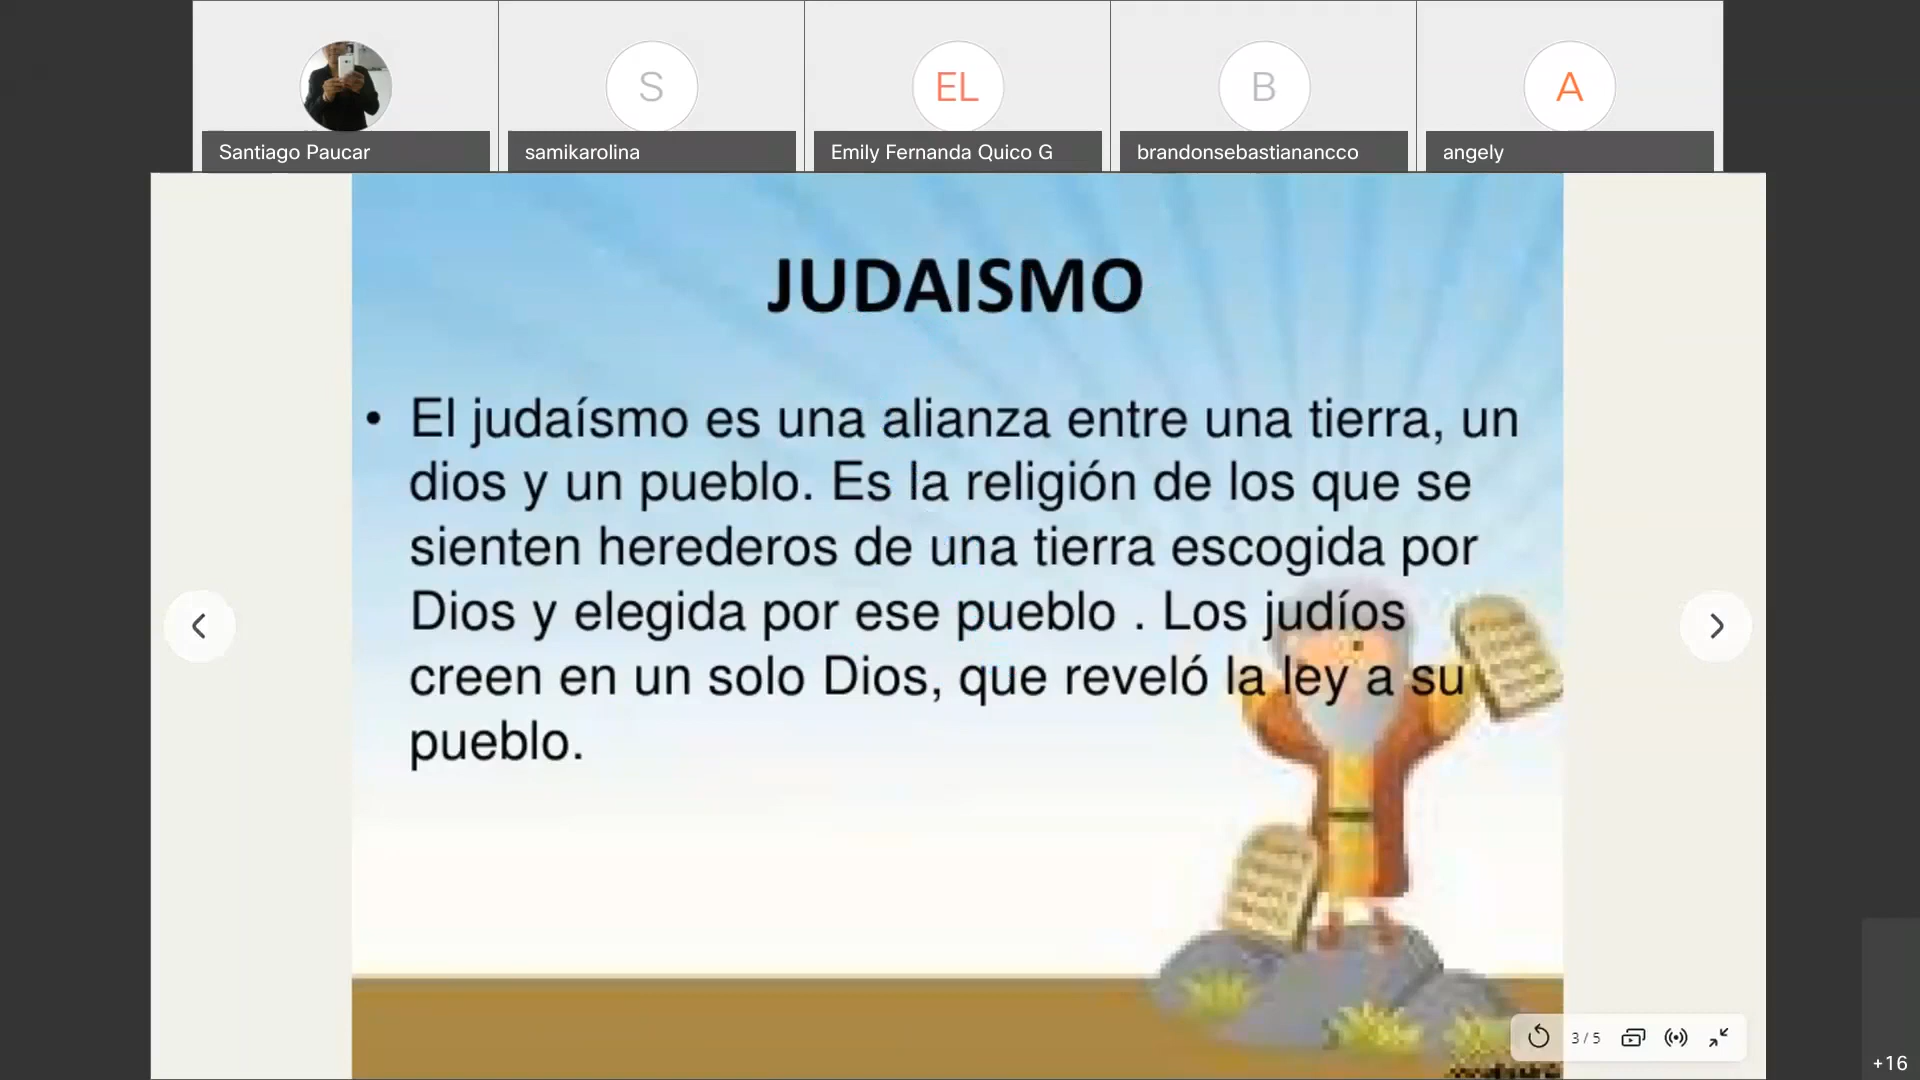 S
EL
B
A
Santiago Paucar
samikarolina
Emily Fernanda Quico G
brandonsebastianancco
angely
JUDAISMO
• El judaísmo es una alianza entre una tierra, un
dios y un pueblo. Es la religión de los que se
sienten herederos de una tierra escogida por
Dios y elegida por ese pueblo . Los judíos
creen en un solo Dios, que reveló la ley a su
pueblo.
3 / 5
+16